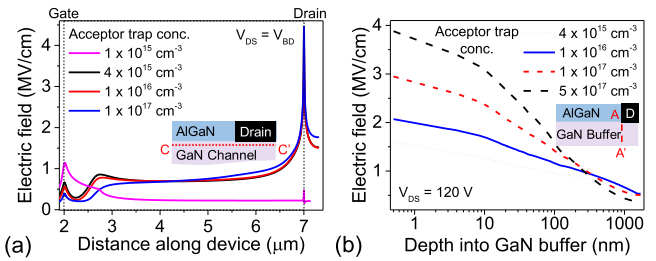 Gate
Drain
Acceptor trap conc.
V_DS = V_BD
1 x 10^15 cm^-3
4 x 10^15 cm^-3
1 x 10^16 cm^-3
1 x 10^17 cm^-3
AlGaN
Drain
C
C'
GaN Channel
Electric field (MV/cm)
0
1
2
3
4
2
3
4
5
6
7
Distance along device (μm)
(a)
Acceptor trap
conc.
4 x 10^15 cm^-3
1 x 10^16 cm^-3
1 x 10^17 cm^-3
5 x 10^17 cm^-3
AlGaN
A
D
GaN Buffer
A'
V_DS = 120 V
Electric field (MV/cm)
0
1
2
3
4
1
10
100
1000
Depth into GaN buffer (nm)
(b)